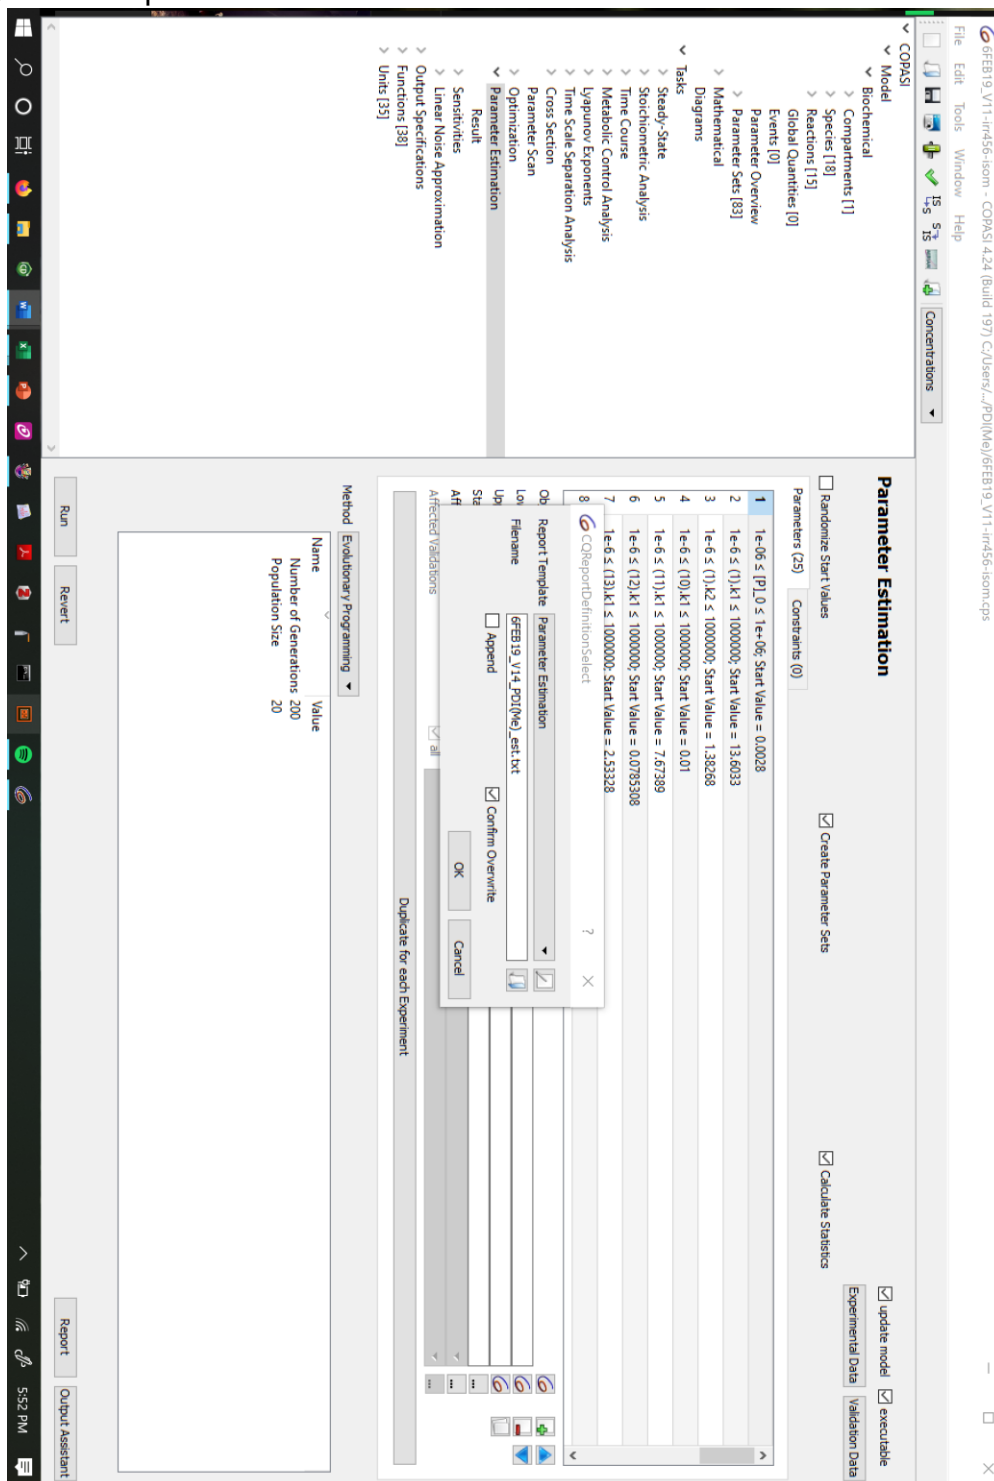 6FEB19_V11-irr456-isom - COPASI 4.24 (Build 197) C:/Users/.../PDI(Me)/6FEB19_V11-irr456-isom.cps
File Edit Tools Window Help
Concentrations
COPASI
Model
Biochemical
Compartments [1]
Species [18]
Reactions [15]
Global Quantities [0]
Events [0]
Parameter Overview
Parameter Sets [83]
Mathematical
Diagrams
Tasks
Steady-State
Stoichiometric Analysis
Time Course
Metabolic Control Analysis
Lyapunov Exponents
Time Scale Separation Analysis
Cross Section
Parameter Scan
Optimization
Parameter Estimation
Result
Sensitivities
Linear Noise Approximation
Output Specifications
Functions [38]
Units [35]
Parameter Estimation
update model executable
Experimental Data Validation Data
Randomize Start Values Create Parameter Sets Calculate Statistics
Parameters (25) Constraints (0)
1 1e-06 ≤ [P]_0 ≤ 1e+06; Start Value = 0.0028
2 1e-6 ≤ (1).k1 ≤ 1000000; Start Value = 13.6033
3 1e-6 ≤ (1).k2 ≤ 1000000; Start Value = 1.38268
4 1e-6 ≤ (10).k1 ≤ 1000000; Start Value = 0.01
5 1e-6 ≤ (11).k1 ≤ 1000000; Start Value = 7.67389
6 1e-6 ≤ (12).k1 ≤ 1000000; Start Value = 0.0785308
7 1e-6 ≤ (13).k1 ≤ 1000000; Start Value = 2.53328
8
CQReportDefinitionSelect ? X
Report Template Parameter Estimation
Filename 6FEB19_V14_PDI(Me)_est.txt
Append Confirm Overwrite
OK Cancel
Ob
Lo
Up
Sta
Aff
Affected Validations all
Duplicate for each Experiment
Method Evolutionary Programming
Name Value
Number of Generations 200
Population Size 20
Run Revert Report Output Assistant
5:52 PM